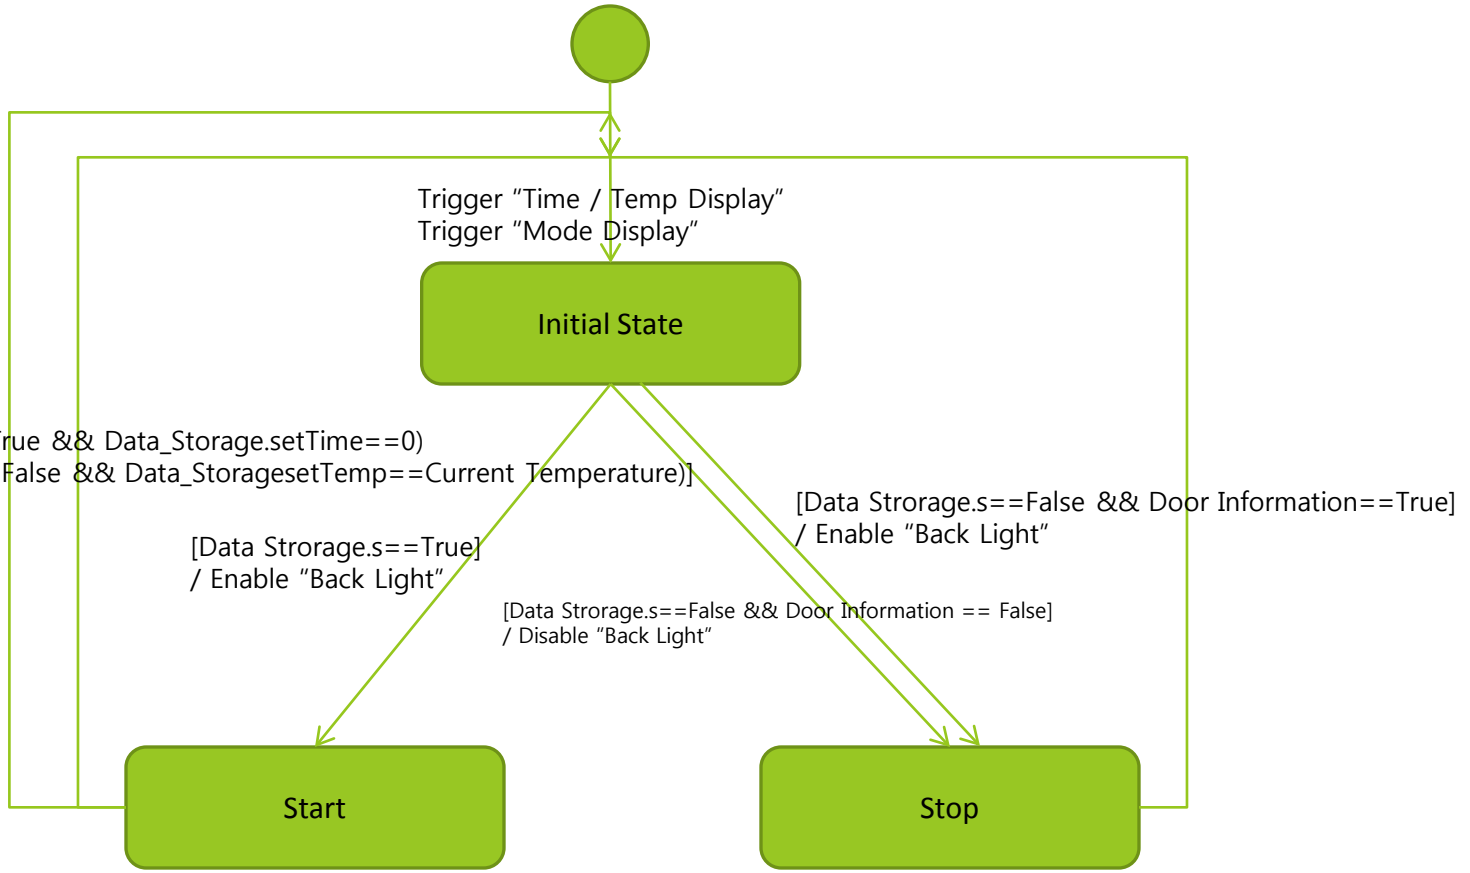 Trigger “Time / Temp Display”
Trigger “Mode Display”
Initial State
&& Data_Storage.setTime==0)
False && Data_StoragesetTemp==Current Temperature)]
[Data Strorage.s==False && Door Information==True]
/ Enable “Back Light”
[Data Strorage.s==True]
/ Enable “Back Light”
[Data Strorage.s==False && Door Information == False]
/ Disable “Back Light”
Start
Stop